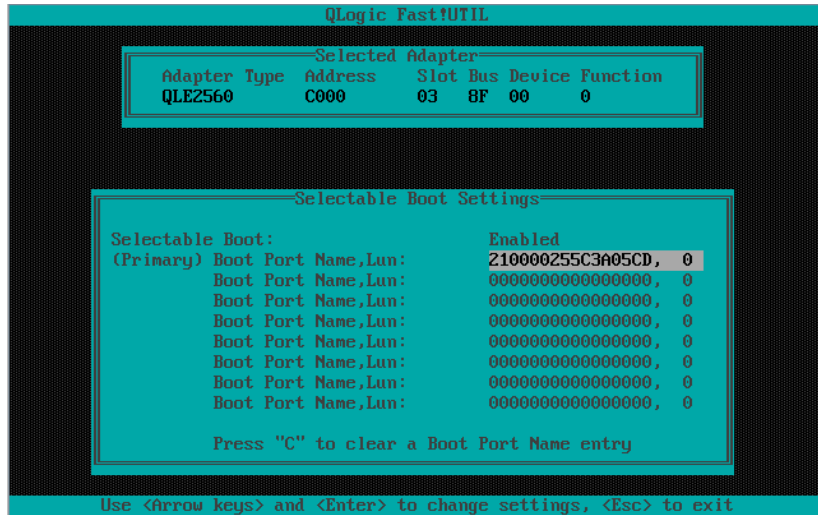 QLogic Fast!UTIL
Selected Adapter
Adapter Type Address Slot Bus Device Function
QLE2560 C000 03 8F 00 0
Selectable Boot Settings
Selectable Boot: Enabled
(Primary) Boot Port Name,Lun: 210000255C3A05CD, 0
Boot Port Name,Lun: 0000000000000000, 0
Boot Port Name,Lun: 0000000000000000, 0
Boot Port Name,Lun: 0000000000000000, 0
Boot Port Name,Lun: 0000000000000000, 0
Boot Port Name,Lun: 0000000000000000, 0
Boot Port Name,Lun: 0000000000000000, 0
Boot Port Name,Lun: 0000000000000000, 0
Press "C" to clear a Boot Port Name entry
Use <Arrow keys> and <Enter> to change settings, <Esc> to exit